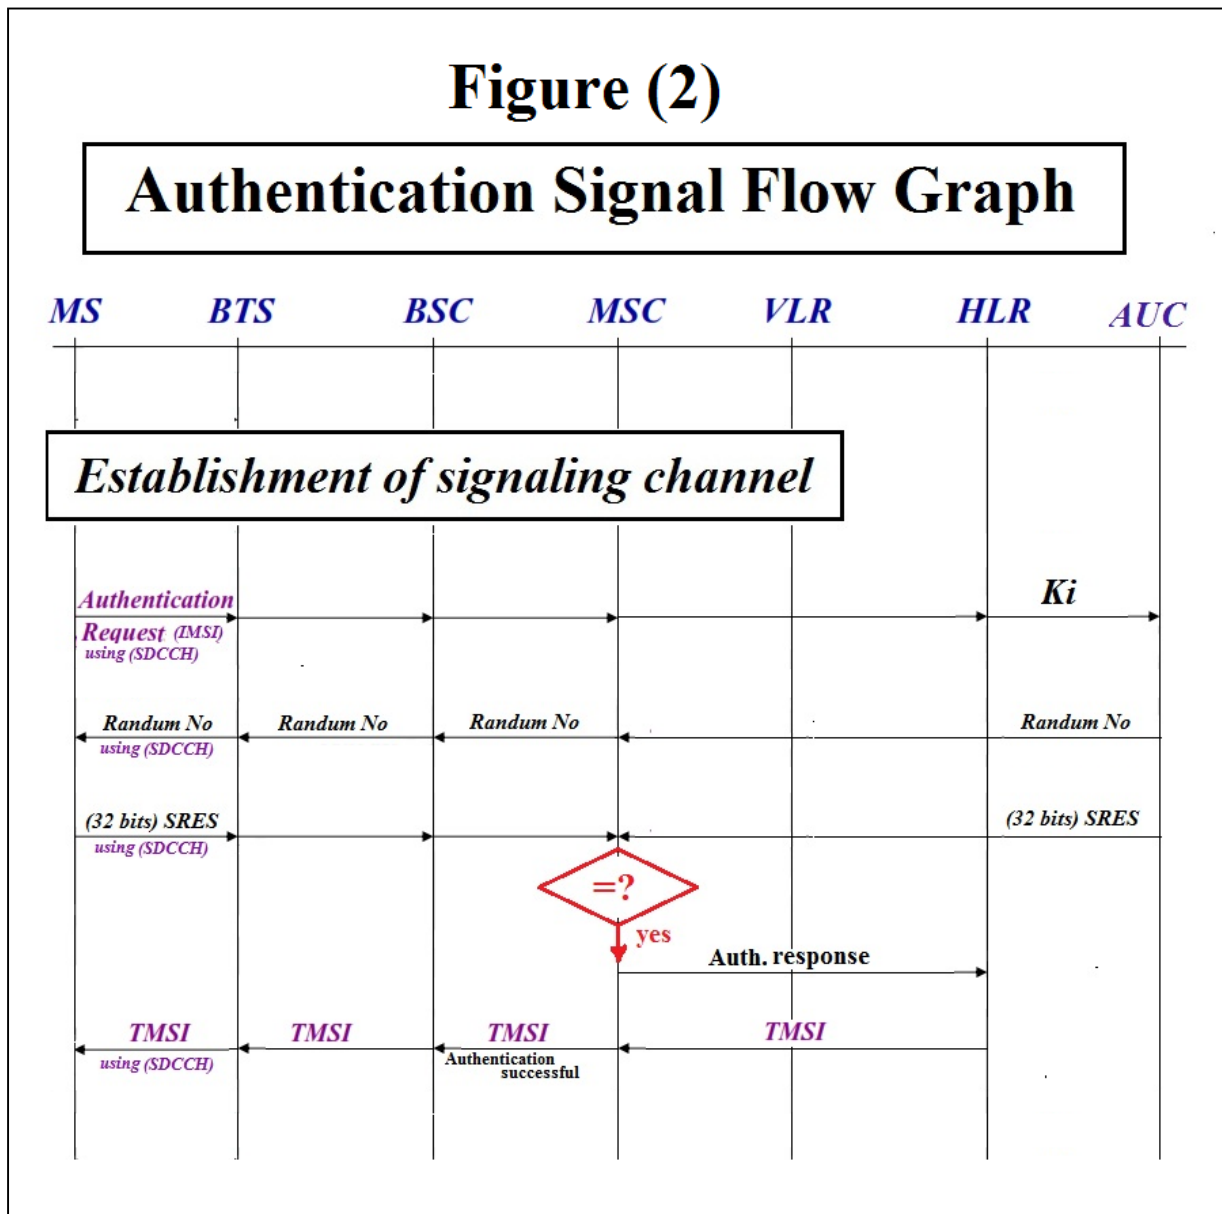 Figure (2)
Authentication Signal Flow Graph
MS BTS BSC MSC VLR HLR AUC
Establishment of signaling channel
Authentication
Request (IMSI)
using (SDCCH)
Ki
Randum No Randum No Randum No Randum No
using (SDCCH)
(32 bits) SRES (32 bits) SRES
using (SDCCH)
=?
yes
Auth. response
TMSI TMSI TMSI TMSI
using (SDCCH)
Authentication
successful